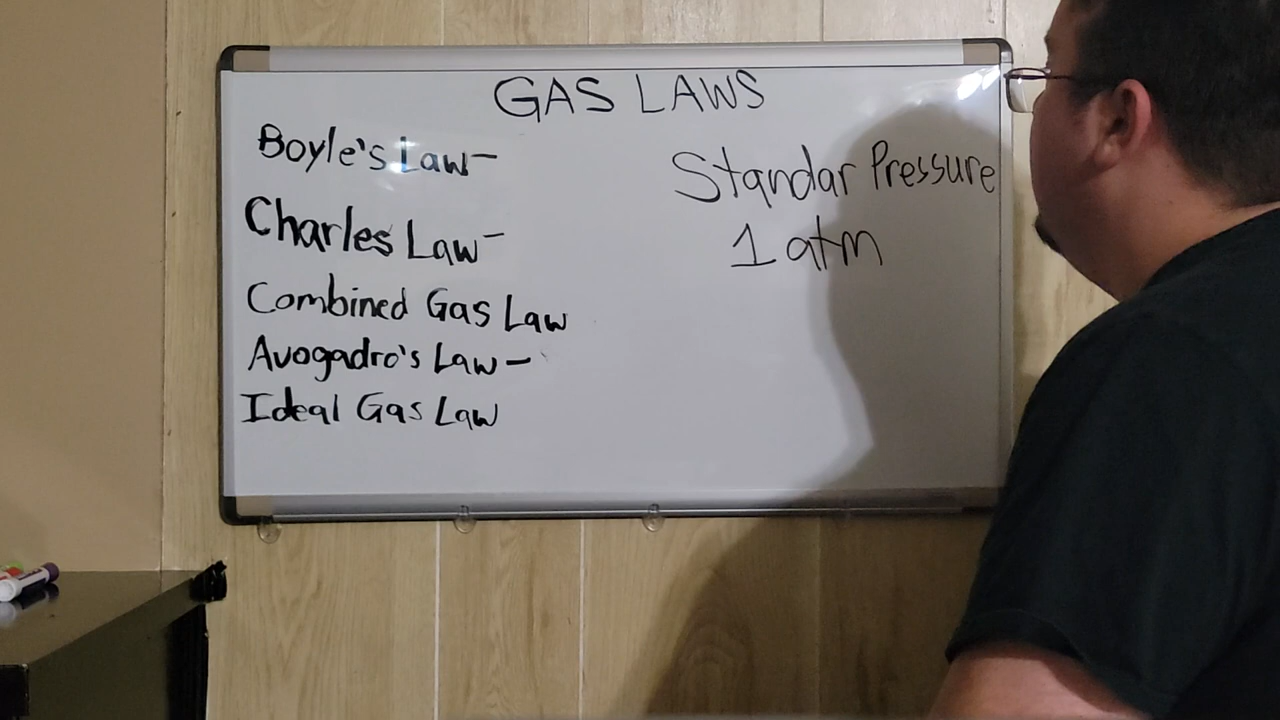 GAS LAWS
Boyle's Law-
Charles Law-
Combined Gas Law
Avogadro's Law-
Ideal Gas Law
Standar Pressure
1 atm